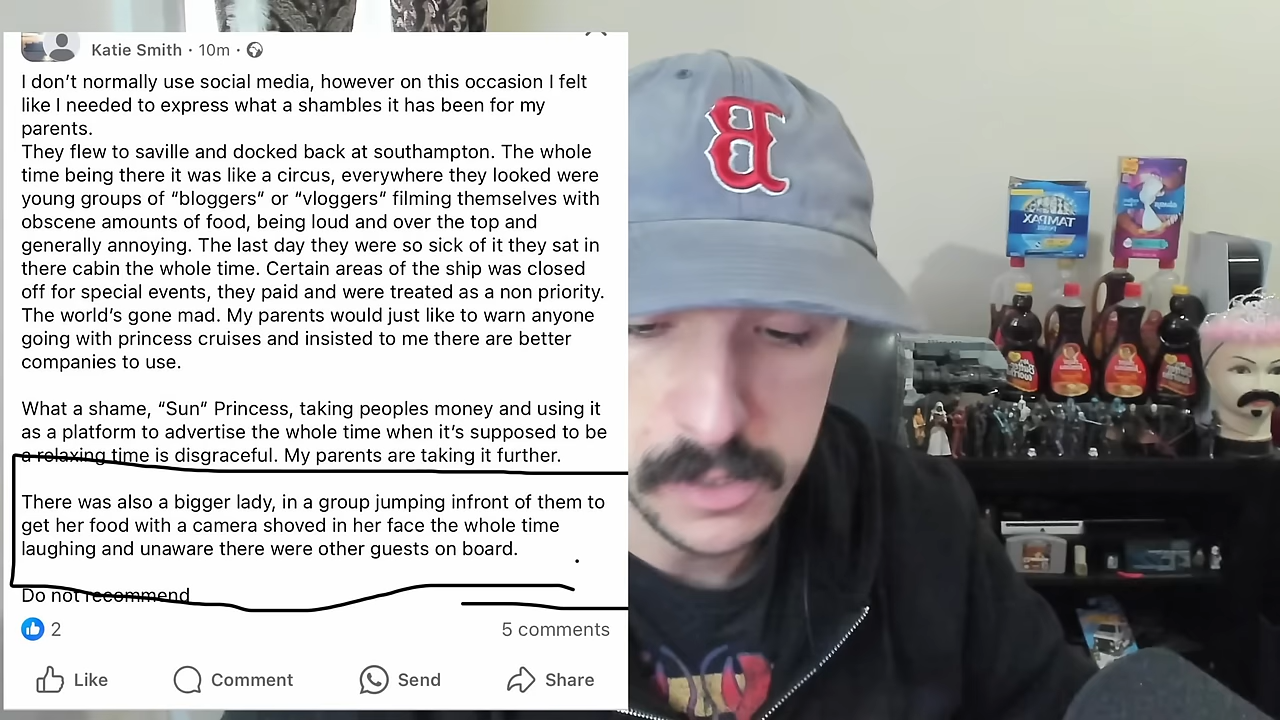 Katie Smith · 10m ·
I don’t normally use social media, however on this occasion I felt
like I needed to express what a shambles it has been for my
parents.
They flew to saville and docked back at southampton. The whole
time being there it was like a circus, everywhere they looked were
young groups of “bloggers” or “vloggers” filming themselves with
obscene amounts of food, being loud and over the top and
generally annoying. The last day they were so sick of it they sat in
there cabin the whole time. Certain areas of the ship was closed
off for special events, they paid and were treated as a non priority.
The world’s gone mad. My parents would just like to warn anyone
going with princess cruises and insisted to me there are better
companies to use.
What a shame, “Sun” Princess, taking peoples money and using it
as a platform to advertise the whole time when it’s supposed to be
a relaxing time is disgraceful. My parents are taking it further.
There was also a bigger lady, in a group jumping infront of them to
get her food with a camera shoved in her face the whole time
laughing and unaware there were other guests on board.
Do not recommend
2
5 comments
Like
Comment
Send
Share
B
TAMPAX
always